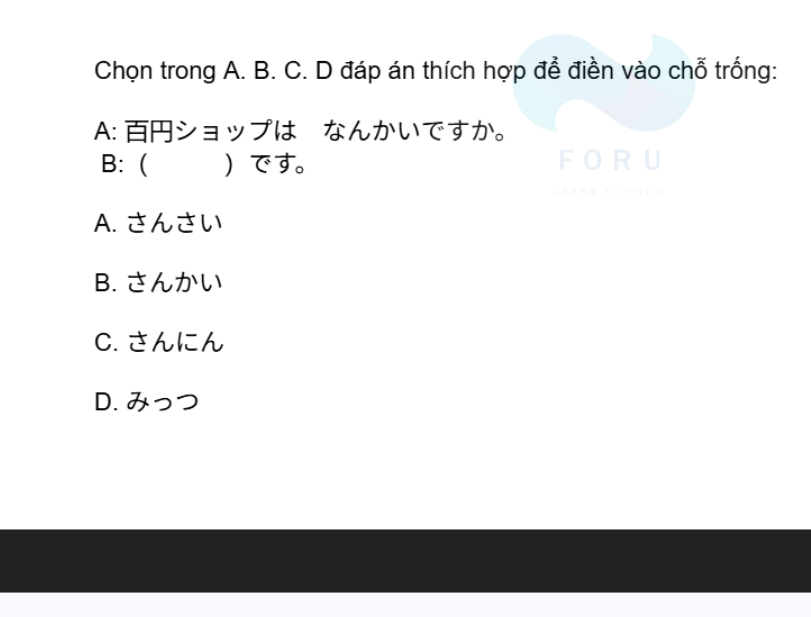 Chọn trong A. B. C. D đáp án thích hợp để điền vào chỗ trống:
A: 百円ショップは　なんかいですか。
B:（　　　）です。
A. さんさい
B. さんかい
C. さんにん
D. みっつ
FORU
LEARN TO KNOW